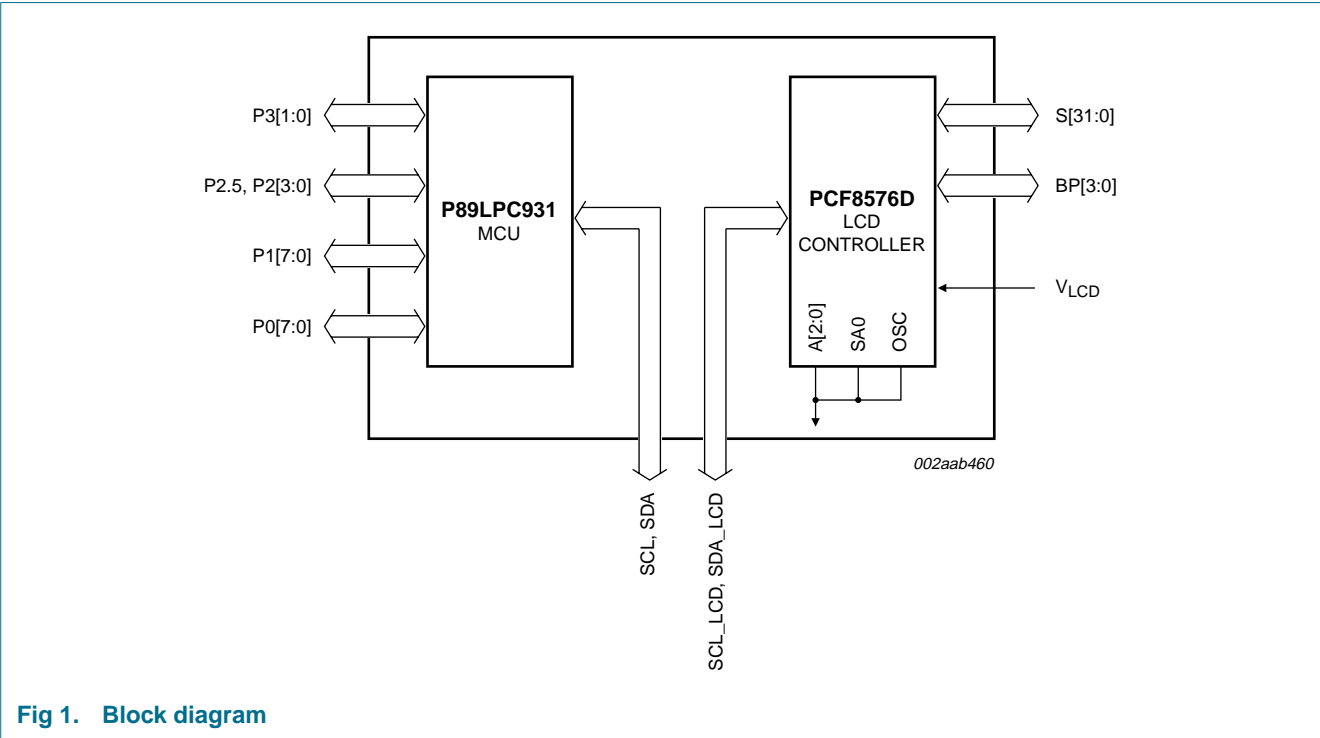 P3[1:0]
P2.5, P2[3:0]
P1[7:0]
P0[7:0]
P89LPC931
MCU
PCF8576D
LCD
CONTROLLER
A[2:0]
SA0
OSC
S[31:0]
BP[3:0]
VLCD
002aab460
SCL, SDA
SCL_LCD, SDA_LCD
Fig 1. Block diagram